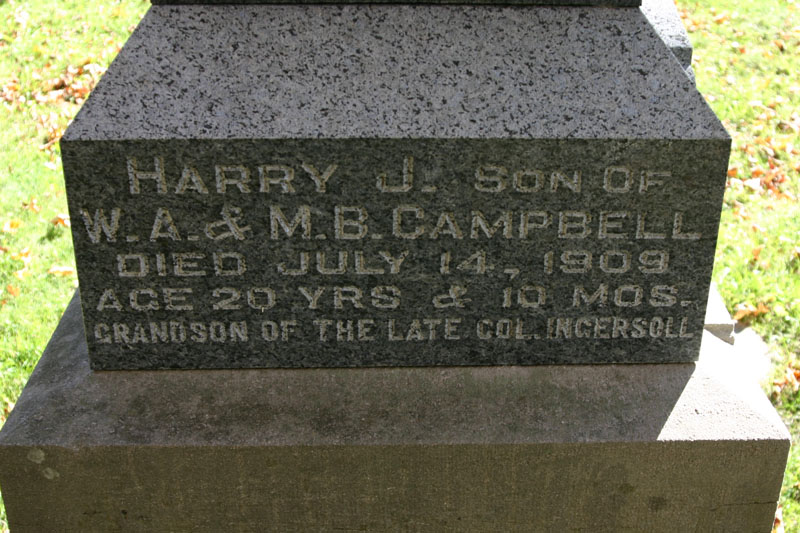 HARRY J. SON OF
W. A. & M. B. CAMPBELL
DIED JULY 14, 1909
AGE 20 YRS & 10 MOS.
GRANDSON OF THE LATE COL. INGERSOLL